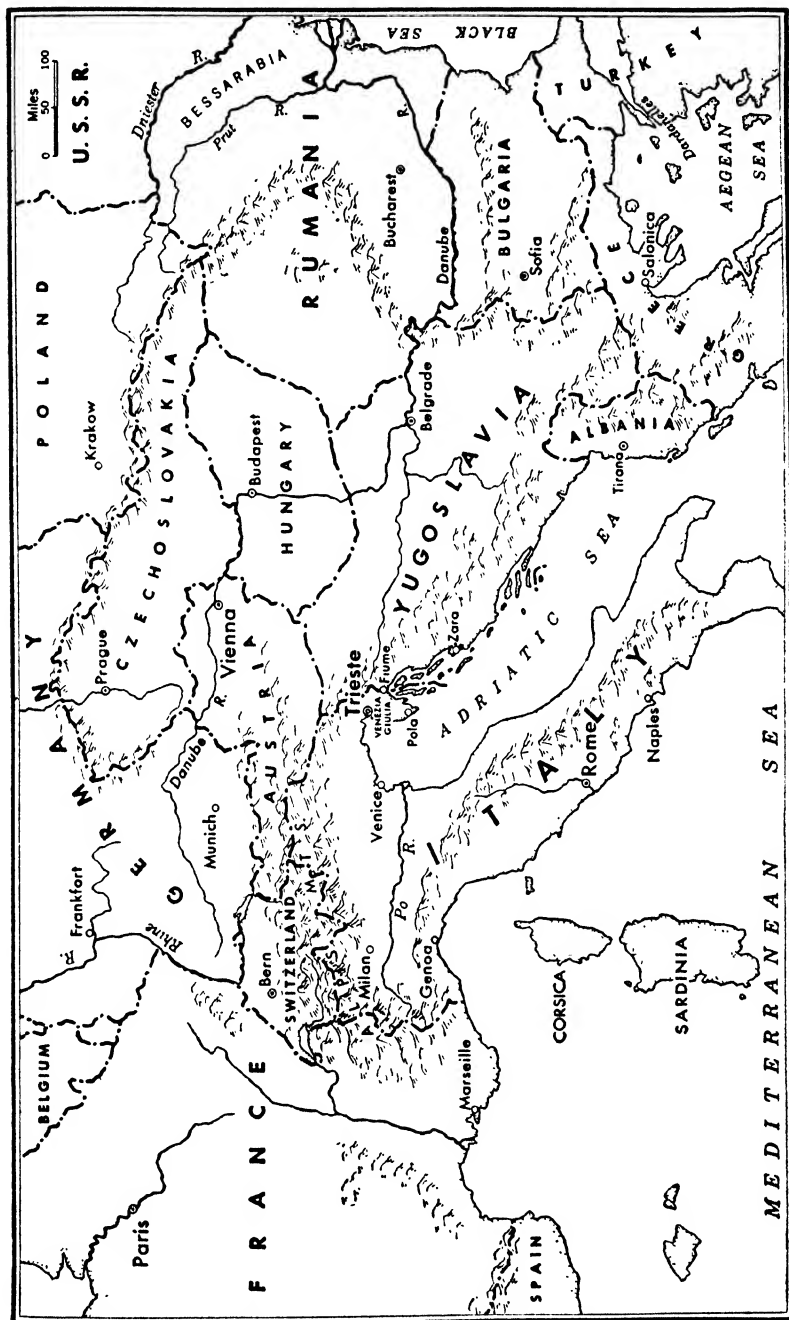 Miles
0 50 100
U. S. S. R.
POLAND
Krakow
GERMANY
Frankfort
BELGIUM
Rhine
R.
Prague
CZECHOSLOVAKIA
Dniester
R.
BESSARABIA
Prut
R.
Paris
FRANCE
Munich
Danube
R.
Vienna
AUSTRIA
Budapest
HUNGARY
RUMANIA
Bucharest
Danube
R.
BLACK SEA
Bern
SWITZERLAND
ALPS
MTS.
Milan
Po
R.
Venice
Trieste
VENEZIA
GIULIA
Fiume
Pola
Zara
YUGOSLAVIA
Belgrade
BULGARIA
Sofia
TURKEY
Dardanelles
Genoa
Marseille
SPAIN
ITALY
Rome
Naples
ADRIATIC SEA
ALBANIA
Tirana
GREECE
Salonica
AEGEAN
SEA
CORSICA
SARDINIA
MEDITERRANEAN SEA